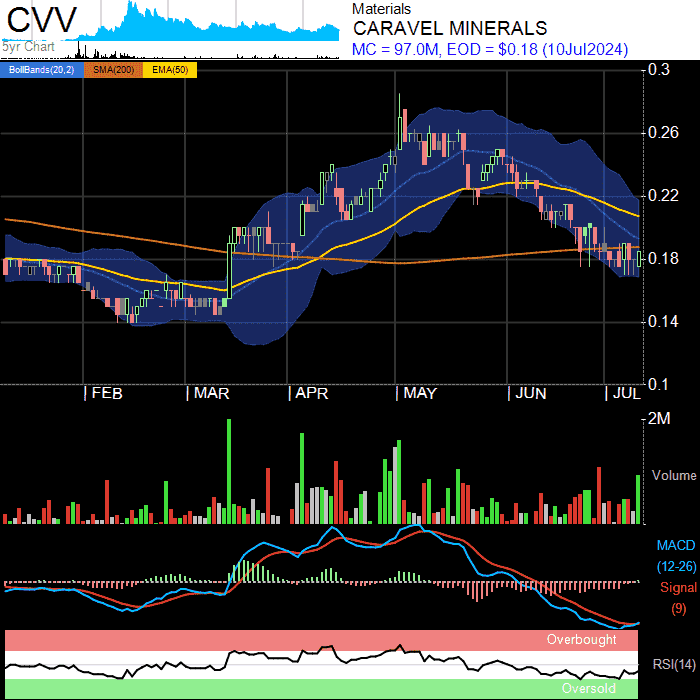 CVV
5yr Chart
Materials
CARAVEL MINERALS
MC = 97.0M, EOD = $0.18 (10Jul2024)
BollBands(20,2) SMA(200) EMA(50)
0.3
0.26
0.22
0.18
0.14
0.1
| FEB | MAR | APR | MAY | JUN | JUL
2M
Volume
MACD
(12-26)
Signal
(9)
Overbought
RSI(14)
Oversold